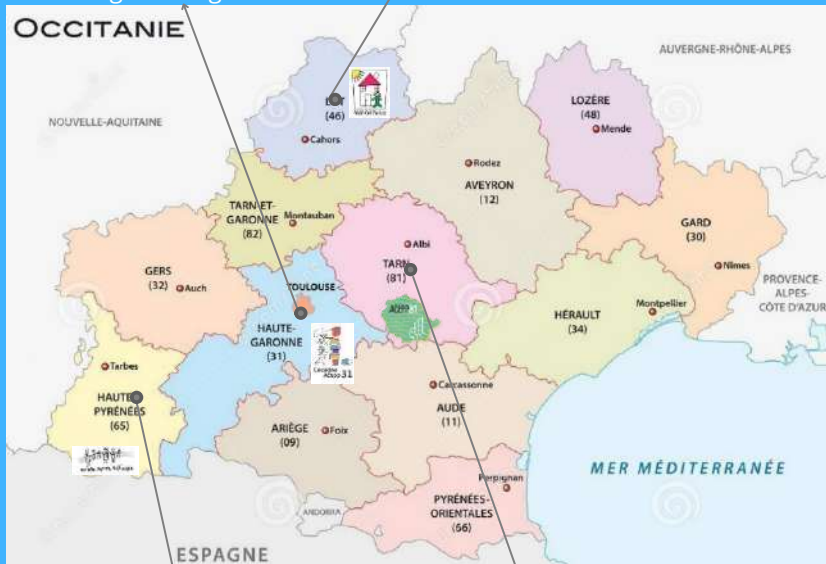 OCCITANIE
AUVERGNE-RHÔNE-ALPES
NOUVELLE-AQUITAINE
LOT
(46)
Cahors
LOZÈRE
(48)
Mende
Rodez
AVEYRON
(12)
TARN-ET-
GARONNE
(82)
Montauban
GARD
(30)
Nîmes
Albi
TARN
(81)
GERS
(32)
Auch
TOULOUSE
PROVENCE-
ALPES-
CÔTE D'AZUR
HÉRAULT
(34)
Montpellier
HAUTE-
GARONNE
(31)
31
Tarbes
HAUTES
PYRÉNÉES
(65)
Carcassonne
AUDE
(11)
ARIÈGE
(09)
Foix
MER MÉDITERRANÉE
Perpignan
PYRÉNÉES-
ORIENTALES
(66)
ANDORRA
ESPAGNE